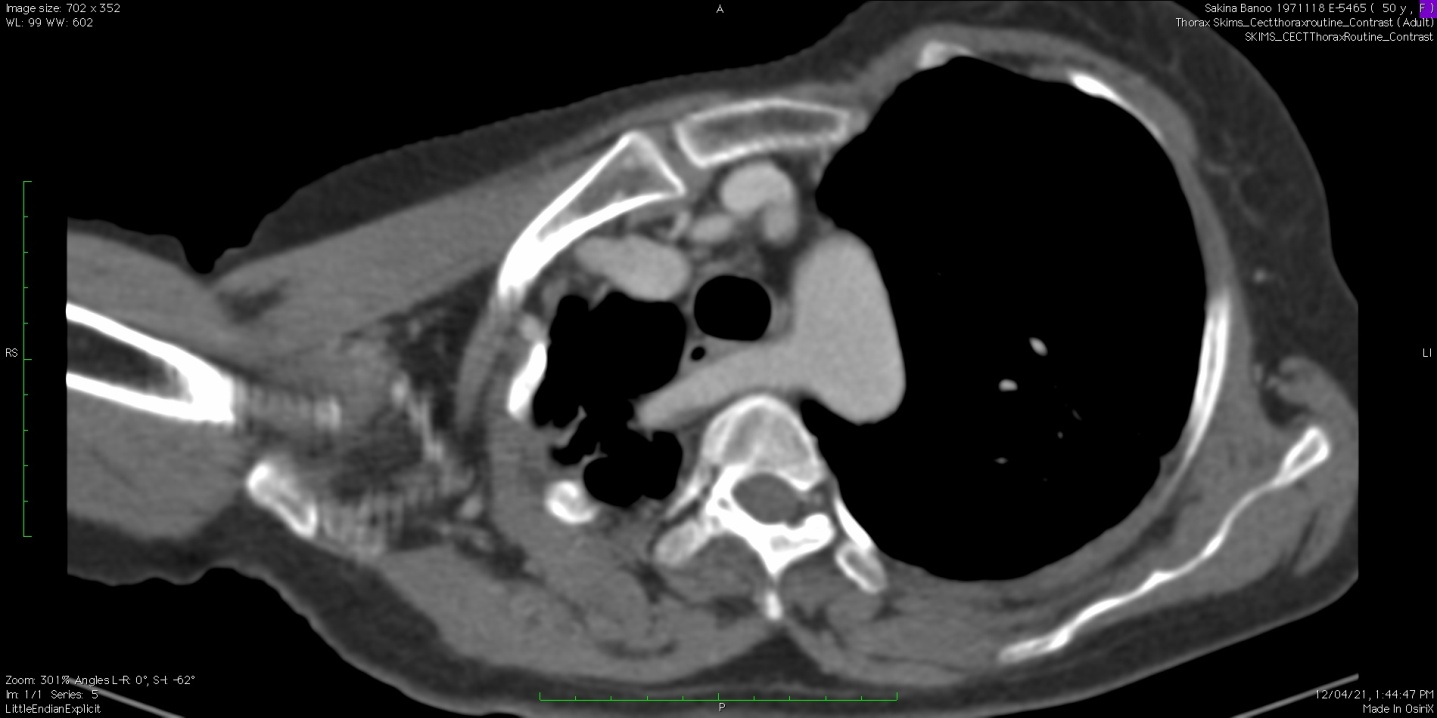 Image size: 702 x 352
WL: 99 WW: 602
A
Sakina Banoo 1971118 E-5465 ( 50 y , F )
Thorax Skims_Cectthoraxroutine_Contrast (Adult)
SKIMS_CECTThoraxRoutine_Contrast
RS
LI
Zoom: 301% Angles L-R: 0°, S-I -62°
Im: 1/1 Series: 5
LittleEndianExplicit
P
12/04/21, 1:44:47 PM
Made In OsiriX